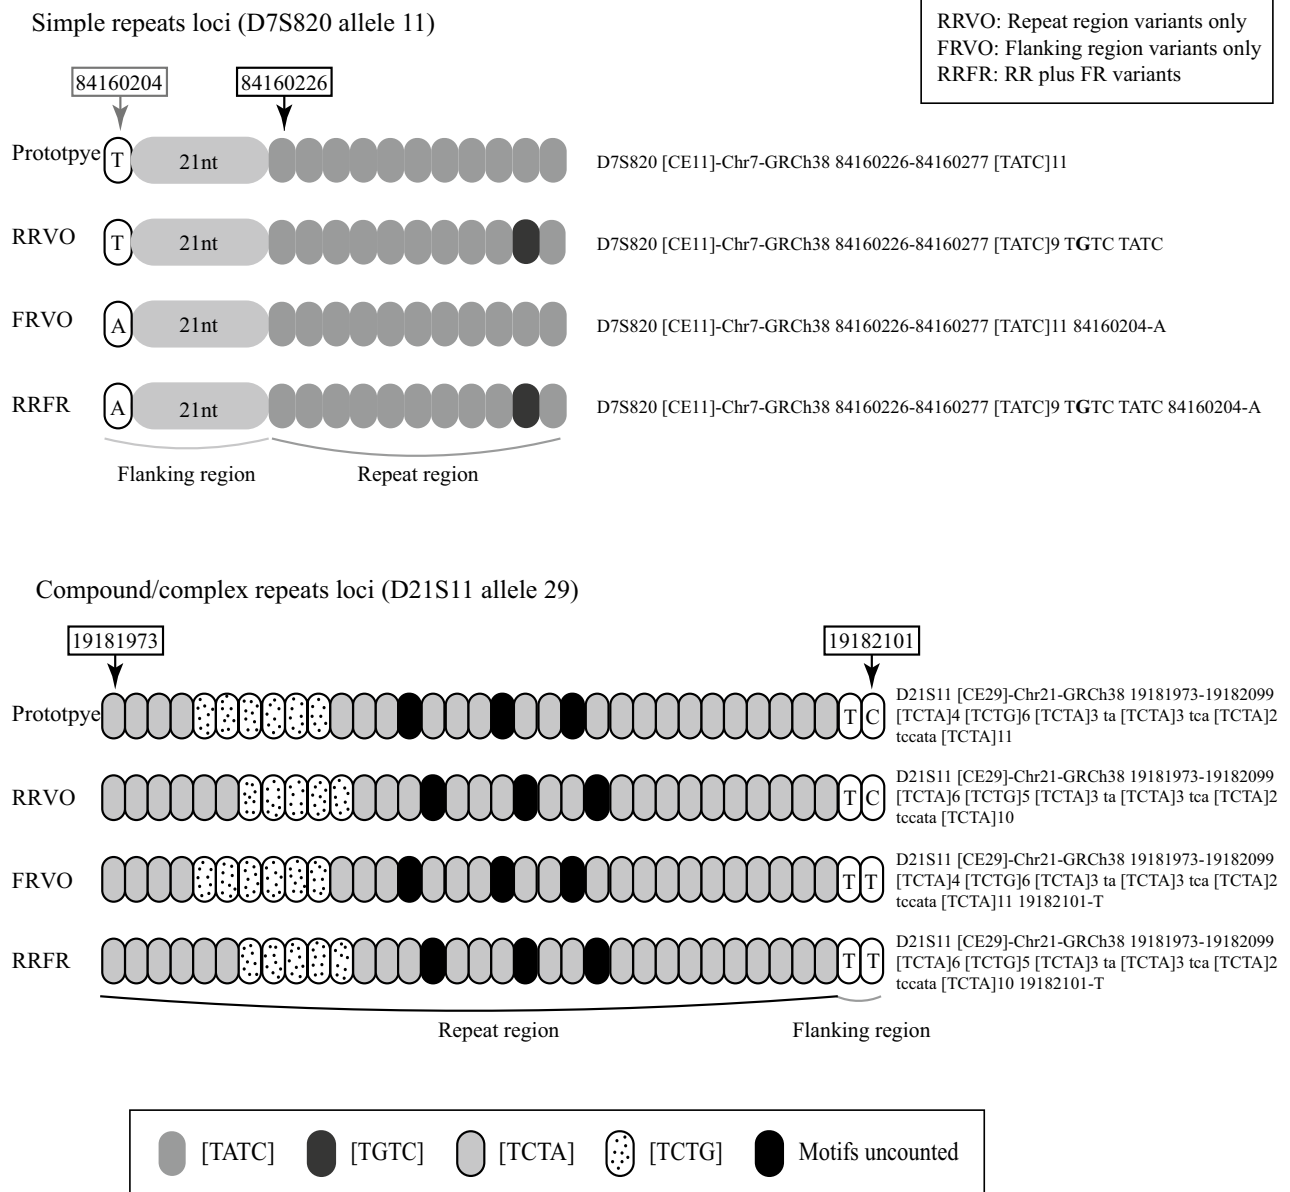 Simple repeats loci (D7S820 allele 11)
RRVO: Repeat region variants only
FRVO: Flanking region variants only
RRFR: RR plus FR variants
84160204
84160226
Prototpye T 21nt D7S820 [CE11]-Chr7-GRCh38 84160226-84160277 [TATC]11
RRVO T 21nt D7S820 [CE11]-Chr7-GRCh38 84160226-84160277 [TATC]9 TGTC TATC
FRVO A 21nt D7S820 [CE11]-Chr7-GRCh38 84160226-84160277 [TATC]11 84160204-A
RRFR A 21nt D7S820 [CE11]-Chr7-GRCh38 84160226-84160277 [TATC]9 TGTC TATC 84160204-A
Flanking region
Repeat region
Compound/complex repeats loci (D21S11 allele 29)
19181973
19182101
Prototpye T C
D21S11 [CE29]-Chr21-GRCh38 19181973-19182099
[TCTA]4 [TCTG]6 [TCTA]3 ta [TCTA]3 tca [TCTA]2
tccata [TCTA]11
RRVO T C
D21S11 [CE29]-Chr21-GRCh38 19181973-19182099
[TCTA]6 [TCTG]5 [TCTA]3 ta [TCTA]3 tca [TCTA]2
tccata [TCTA]10
FRVO T T
D21S11 [CE29]-Chr21-GRCh38 19181973-19182099
[TCTA]4 [TCTG]6 [TCTA]3 ta [TCTA]3 tca [TCTA]2
tccata [TCTA]11 19182101-T
RRFR T T
D21S11 [CE29]-Chr21-GRCh38 19181973-19182099
[TCTA]6 [TCTG]5 [TCTA]3 ta [TCTA]3 tca [TCTA]2
tccata [TCTA]10 19182101-T
Repeat region
Flanking region
[TATC] [TGTC] [TCTA] [TCTG] Motifs uncounted